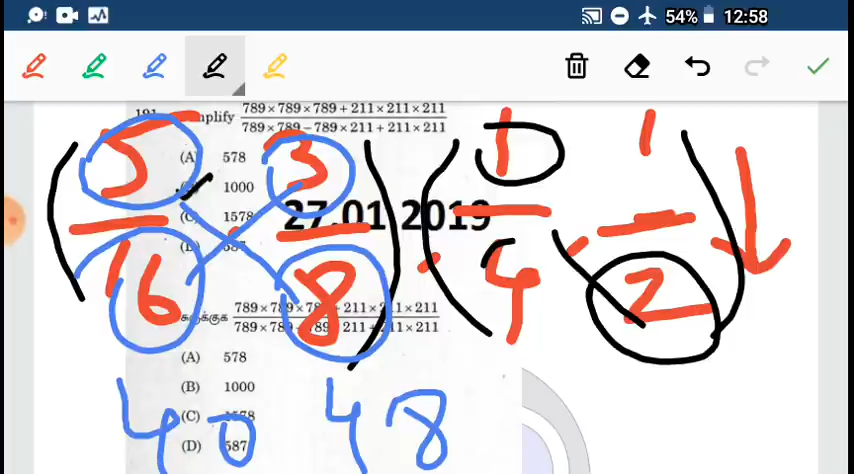 54% 12:58
191. Simplify 789×789×789+211×211×211
789×789−789×211+211×211
(A) 578
1000
(C) 1578
27.01 2019
5 3 1 1
16 8 4 2
சுருக்குக 789×789×789+211×211×211
789×789−789×211+211×211
(A) 578
(B) 1000
(C) 1578
(D) 587
40 48